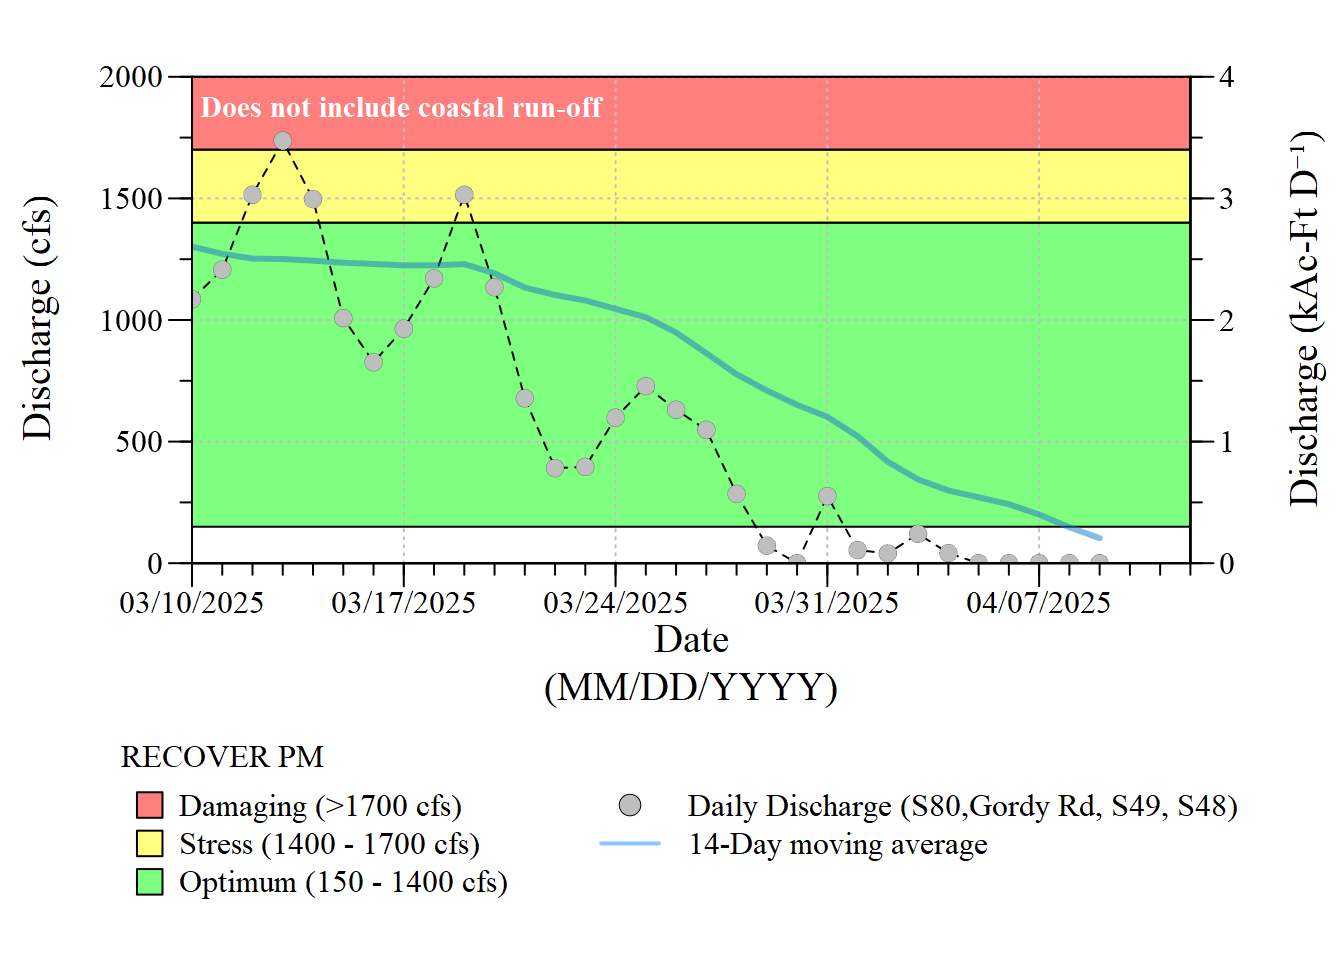 Does not include coastal run-off
2000
1500
1000
500
0
Discharge (cfs)
4
3
2
1
0
Discharge (kAc-Ft D⁻¹)
03/10/2025 03/17/2025 03/24/2025 03/31/2025 04/07/2025
Date
(MM/DD/YYYY)
RECOVER PM
Damaging (>1700 cfs)
Stress (1400 - 1700 cfs)
Optimum (150 - 1400 cfs)
Daily Discharge (S80,Gordy Rd, S49, S48)
14-Day moving average